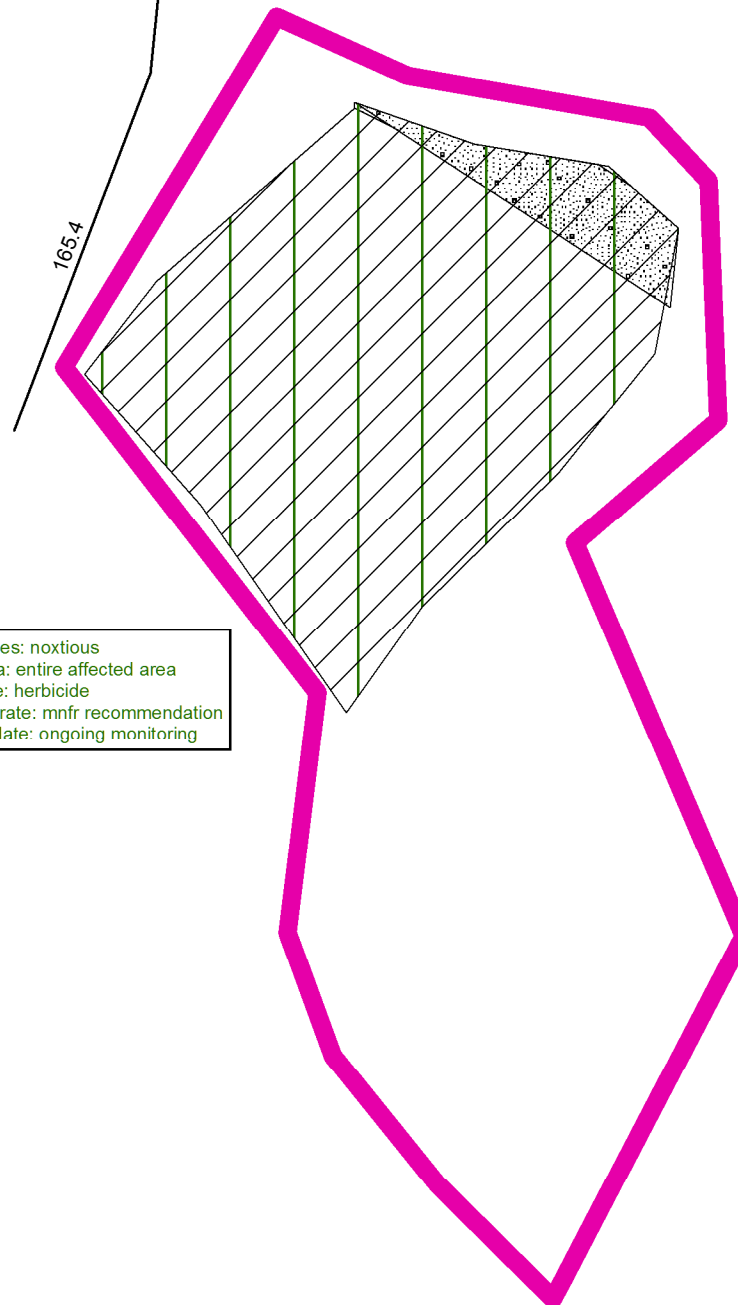 165.4
es: noxtious
a: entire affected area
e: herbicide
rate: mnfr recommendation
late: ongoing monitoring